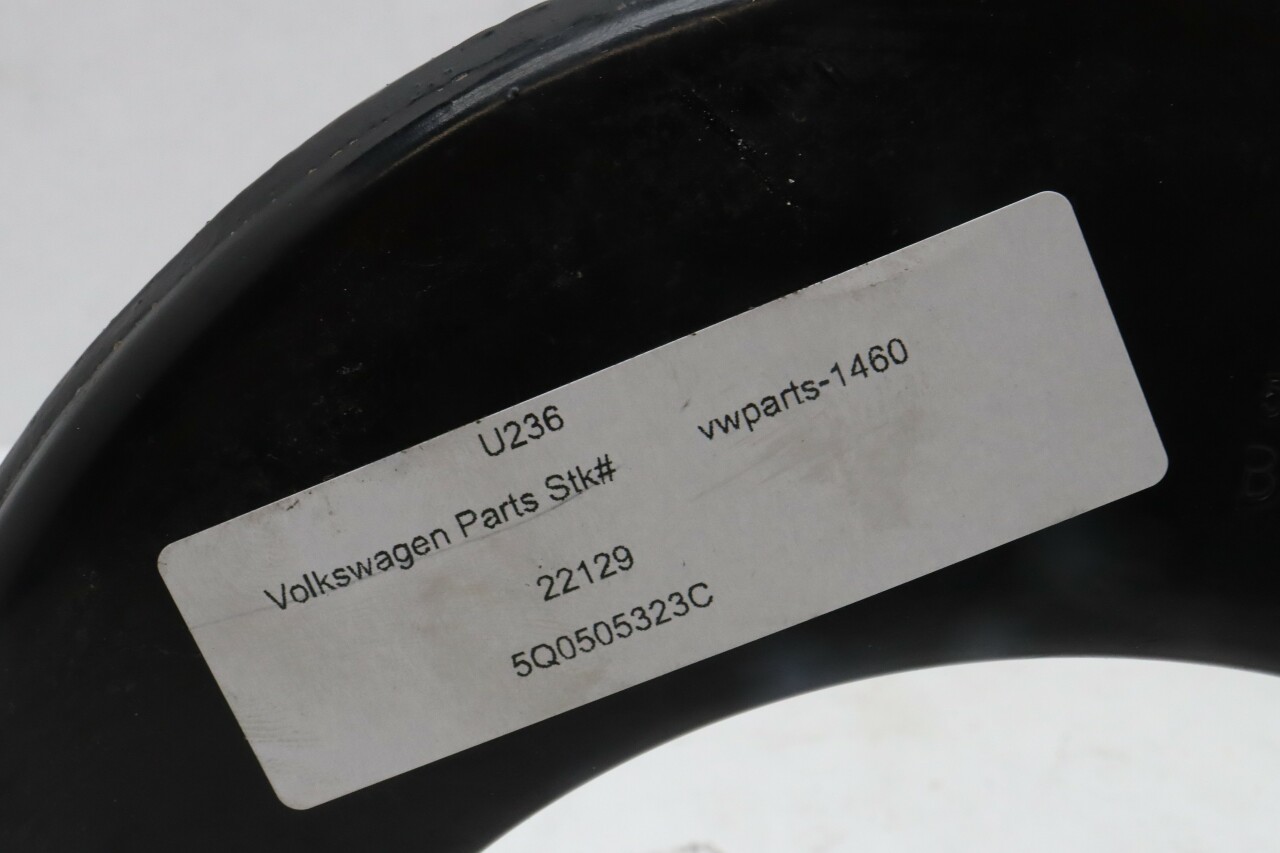 U236
vwparts-1460
Volkswagen Parts Stk#
22129
5Q0505323C